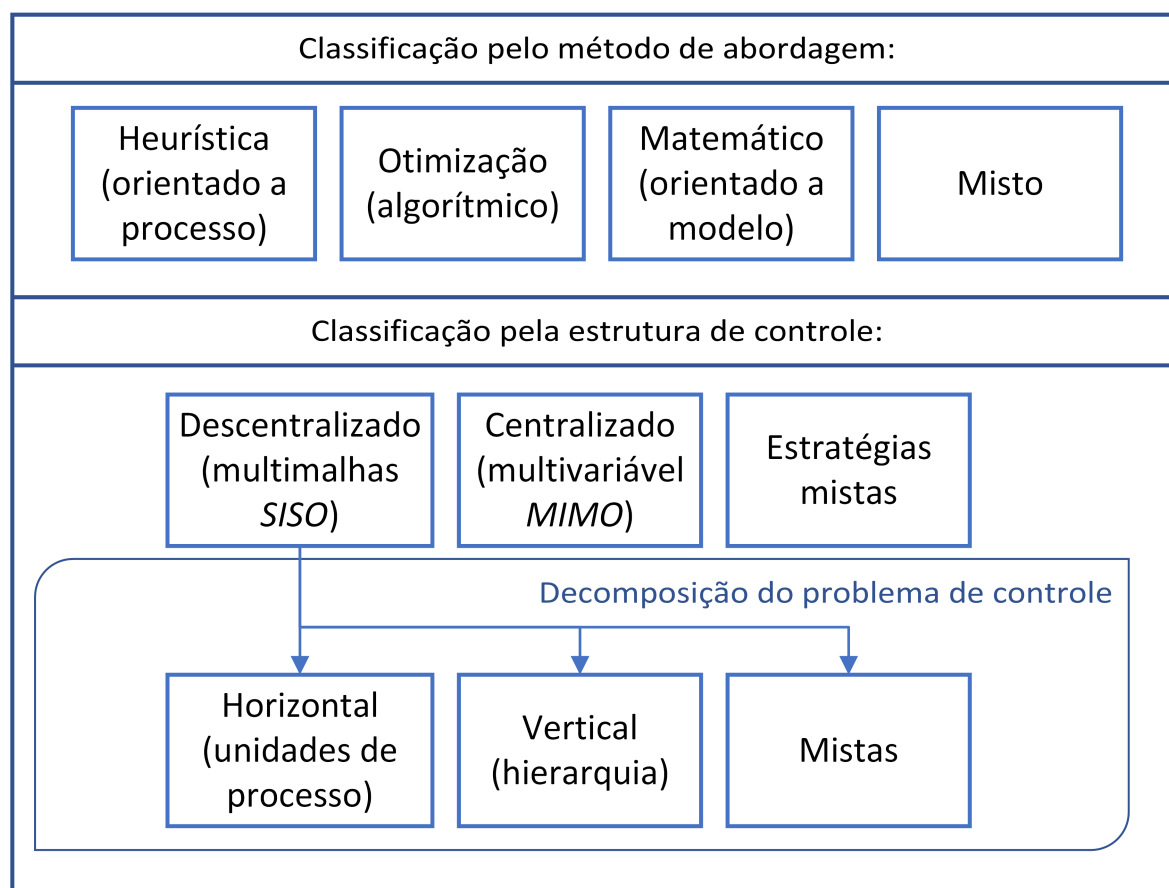 Classificação pelo método de abordagem:
Heurística
(orientado a
processo)
Otimização
(algorítmico)
Matemático
(orientado a
modelo)
Misto
Classificação pela estrutura de controle:
Descentralizado
(multimalhas
SISO)
Centralizado
(multivariável
MIMO)
Estratégias
mistas
Decomposição do problema de controle
Horizontal
(unidades de
processo)
Vertical
(hierarquia)
Mistas